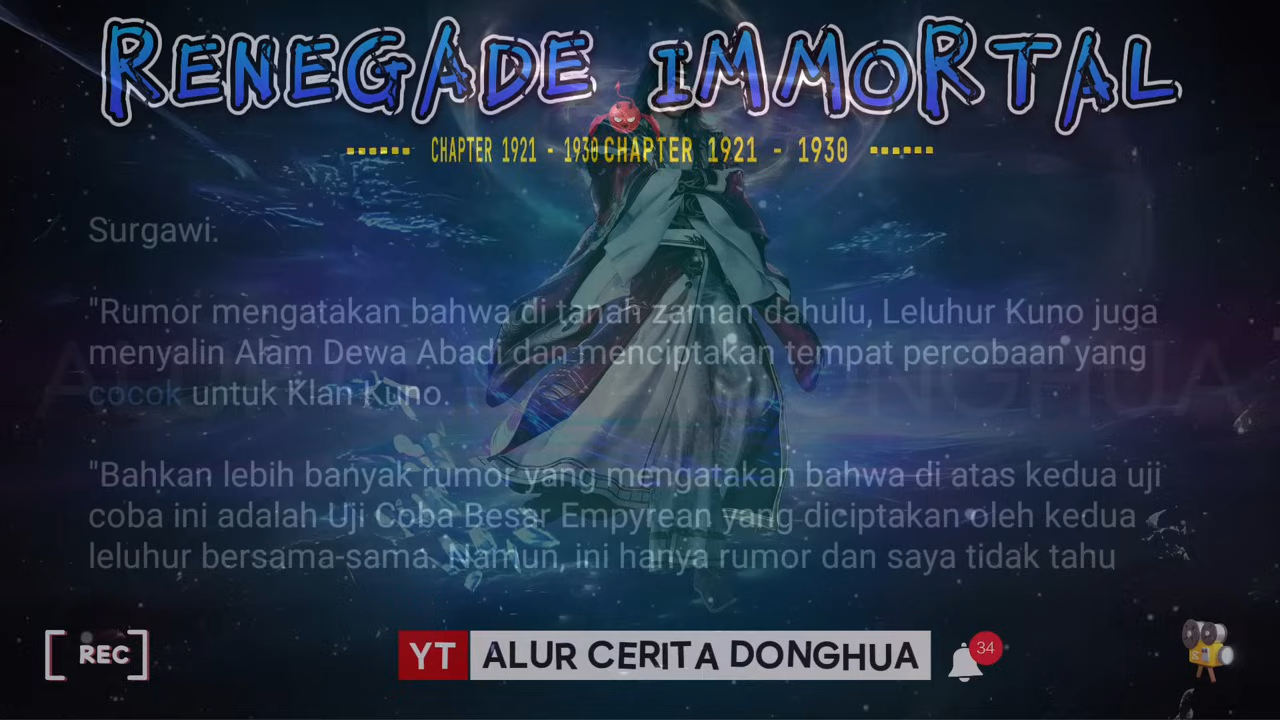 RENEGADE iMMORTAL
CHAPTER 1921 - 1930 CHAPTER 1921 - 1930
Surgawi.
"Rumor mengatakan bahwa di tanah zaman dahulu, Leluhur Kuno juga
menyalin Alam Dewa Abadi dan menciptakan tempat percobaan yang
cocok untuk Klan Kuno.
"Bahkan lebih banyak rumor yang mengatakan bahwa di atas kedua uji
coba ini adalah Uji Coba Besar Empyrean yang diciptakan oleh kedua
leluhur bersama-sama. Namun, ini hanya rumor dan saya tidak tahu
REC
YT ALUR CERITA DONGHUA
34